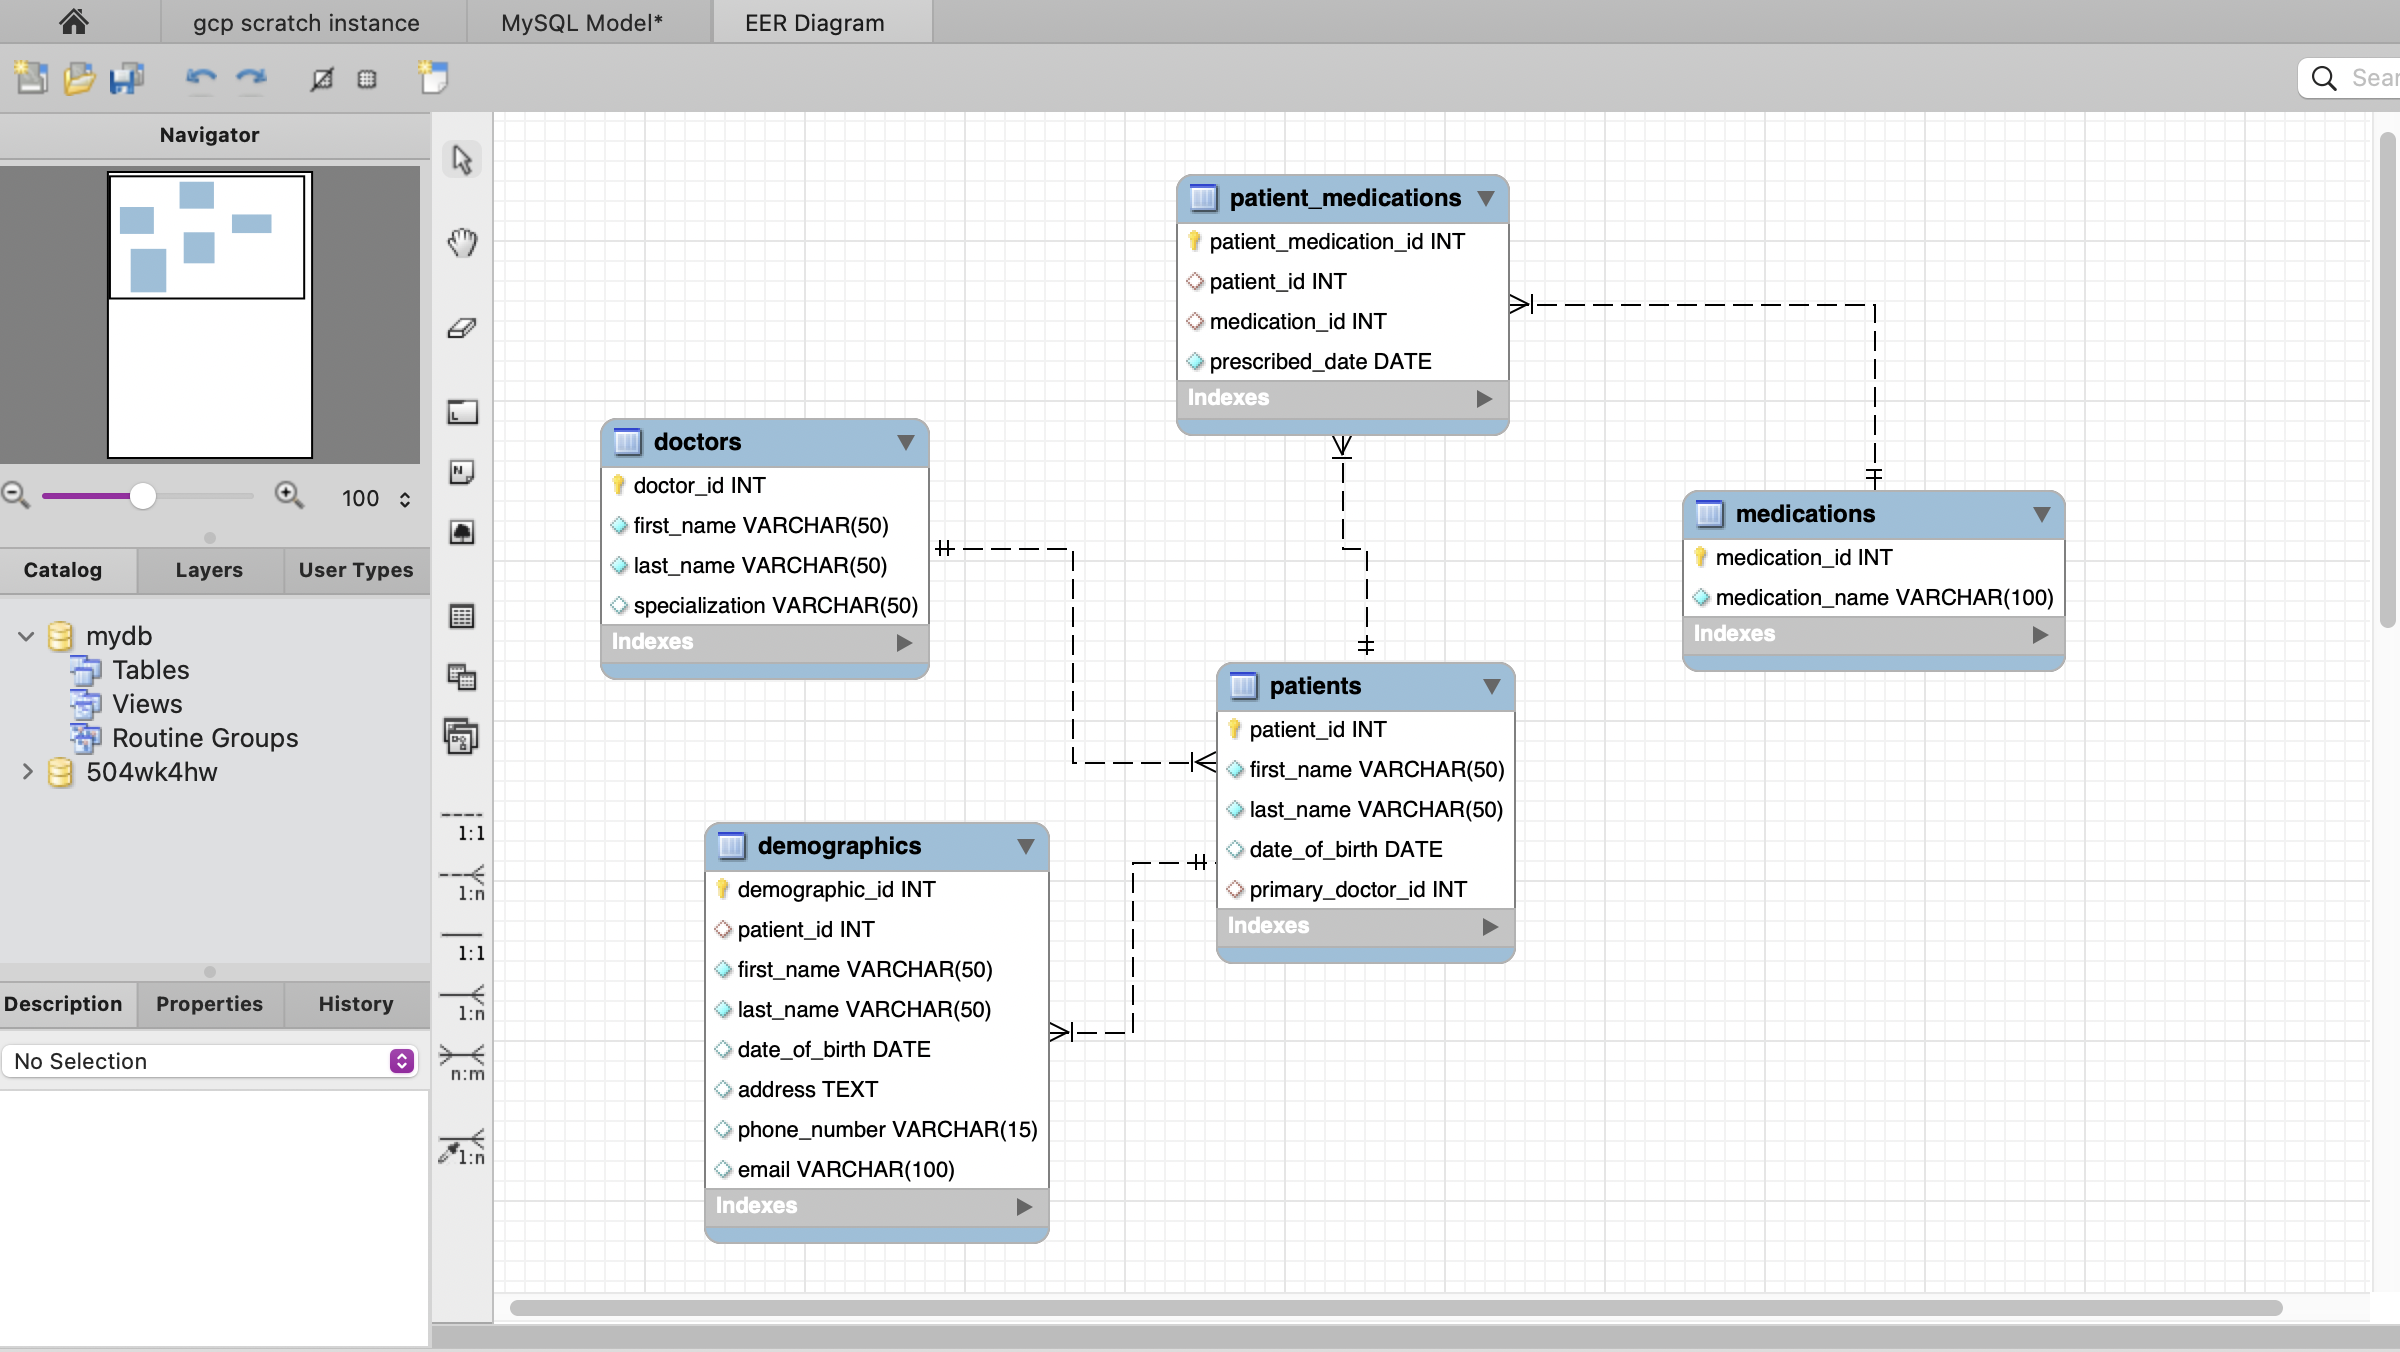 gcp scratch instance
MySQL Model*
EER Diagram
Navigator
100
Catalog
Layers
User Types
mydb
Tables
Views
Routine Groups
504wk4hw
Description
Properties
History
No Selection
N
1:1
1:n
1:1
1:n
n:m
1:n
patient_medications
patient_medication_id INT
patient_id INT
medication_id INT
prescribed_date DATE
Indexes
doctors
doctor_id INT
first_name VARCHAR(50)
last_name VARCHAR(50)
specialization VARCHAR(50)
Indexes
medications
medication_id INT
medication_name VARCHAR(100)
Indexes
patients
patient_id INT
first_name VARCHAR(50)
last_name VARCHAR(50)
date_of_birth DATE
primary_doctor_id INT
Indexes
demographics
demographic_id INT
patient_id INT
first_name VARCHAR(50)
last_name VARCHAR(50)
date_of_birth DATE
address TEXT
phone_number VARCHAR(15)
email VARCHAR(100)
Indexes
Sear